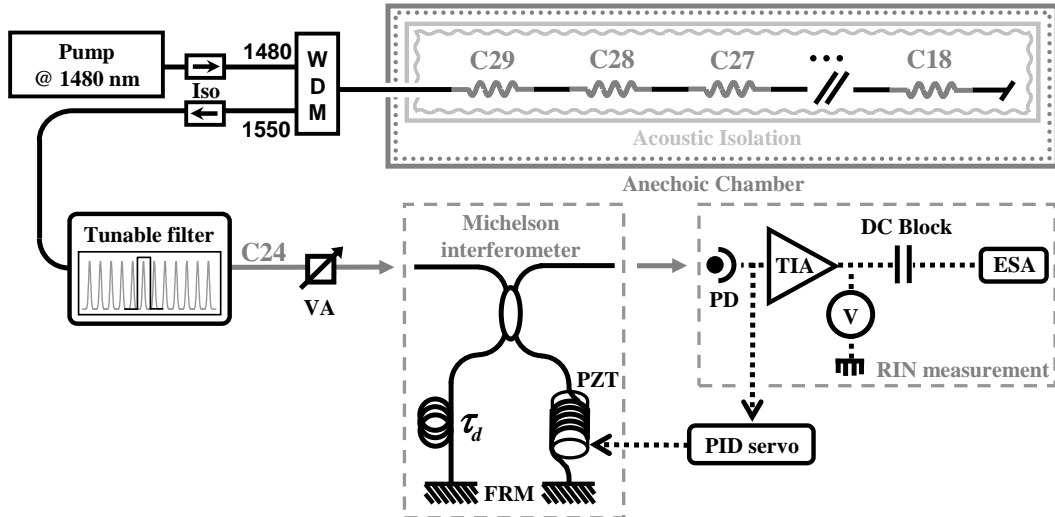 Pump
@ 1480 nm
Iso
1480
1550
W
D
M
C29
C28
C27
...
C18
Acoustic Isolation
Anechoic Chamber
Tunable filter
C24
VA
Michelson
interferometer
τd
PZT
FRM
PD
TIA
DC Block
ESA
V
RIN measurement
PID servo